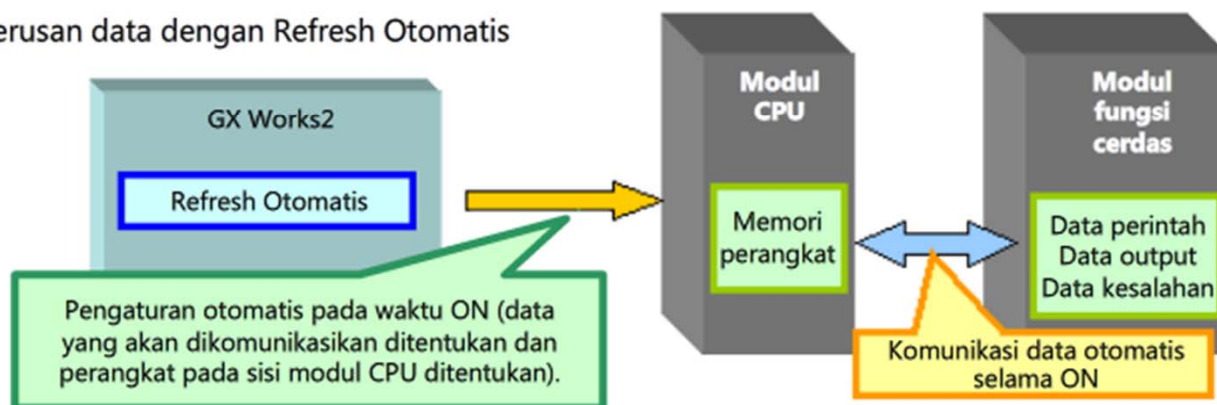 erusan data dengan Refresh Otomatis
GX Works2
Refresh Otomatis
Pengaturan otomatis pada waktu ON (data
yang akan dikomunikasikan ditentukan dan
perangkat pada sisi modul CPU ditentukan).
Modul
CPU
Memori
perangkat
Modul
fungsi
cerdas
Data perintah
Data output
Data kesalahan
Komunikasi data otomatis
selama ON